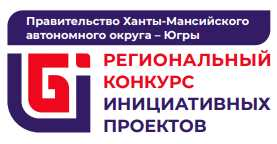 Правительство Ханты-Мансийского
автономного округа – Югры
РЕГИОНАЛЬНЫЙ
КОНКУРС
ИНИЦИАТИВНЫХ
ПРОЕКТОВ